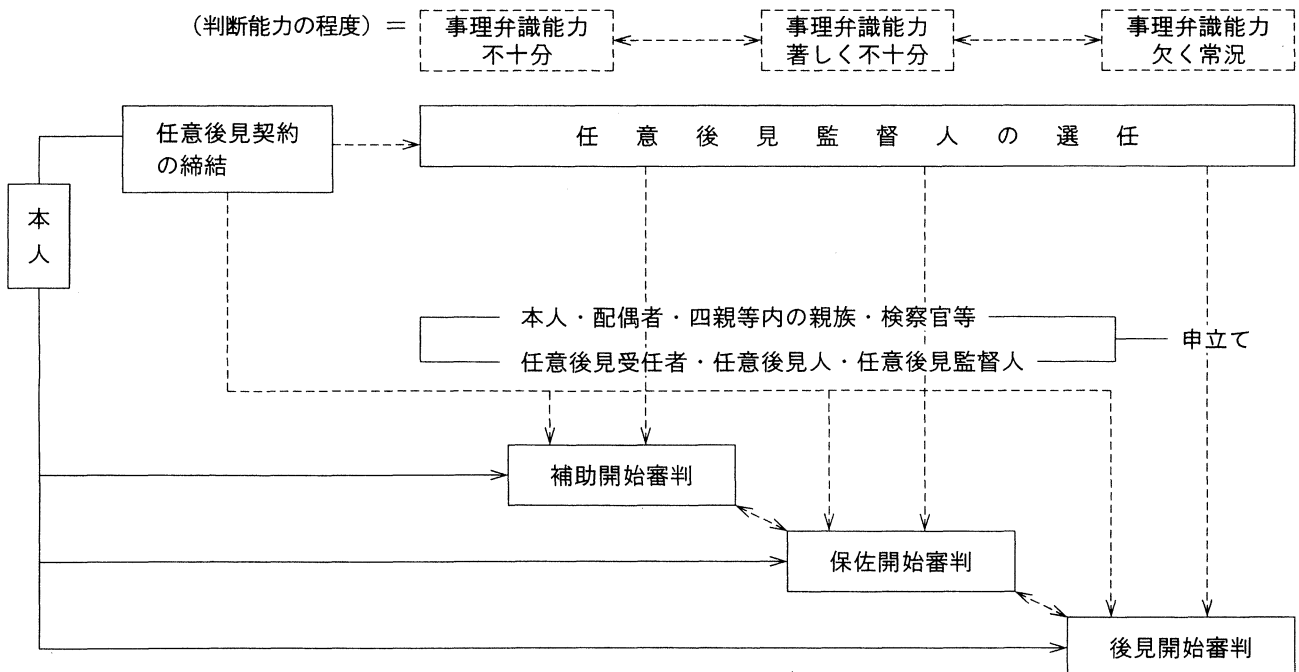 (判断能力の程度)=
事理弁識能力
不十分
事理弁識能力
著しく不十分
事理弁識能力
欠く常況
任意後見契約
の締結
任意後見監督人の選任
本
人
本人・配偶者・四親等内の親族・検察官等
申立て
任意後見受任者・任意後見人・任意後見監督人
補助開始審判
保佐開始審判
後見開始審判